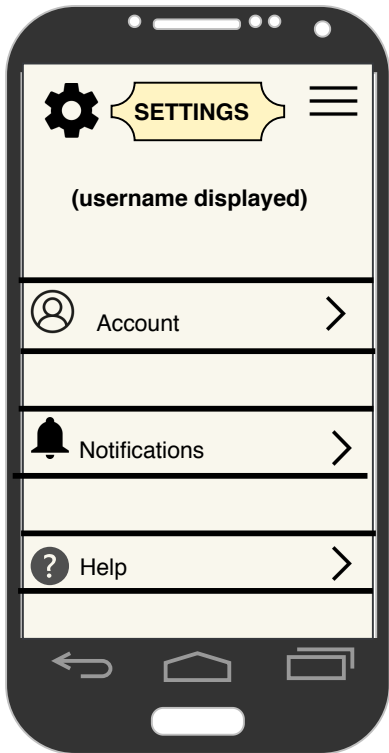 SETTINGS
(username displayed)
Account
Notifications
? Help